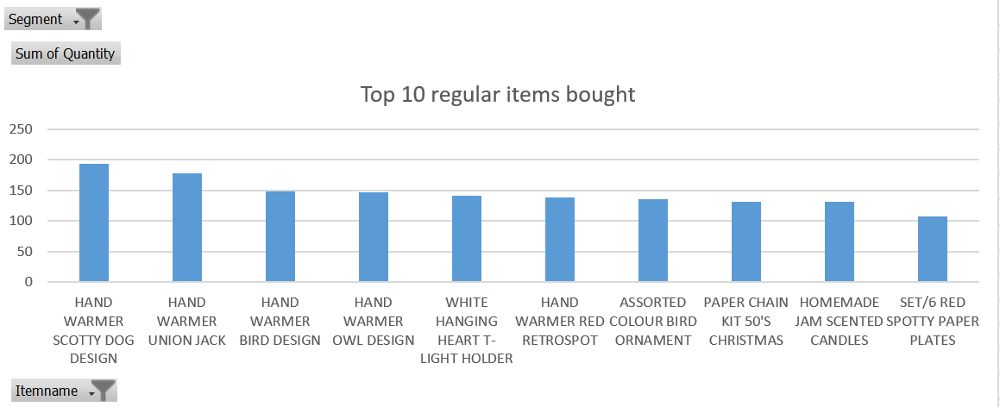 Segment
Sum of Quantity
Top 10 regular items bought
250
200
150
100
50
0
HAND
WARMER
SCOTTY DOG
DESIGN
HAND
WARMER
UNION JACK
HAND
WARMER
BIRD DESIGN
HAND
WARMER
OWL DESIGN
WHITE
HANGING
HEART T-
LIGHT HOLDER
HAND
WARMER RED
RETROSPOT
ASSORTED
COLOUR BIRD
ORNAMENT
PAPER CHAIN
KIT 50'S
CHRISTMAS
HOMEMADE
JAM SCENTED
CANDLES
SET/6 RED
SPOTTY PAPER
PLATES
Itemname